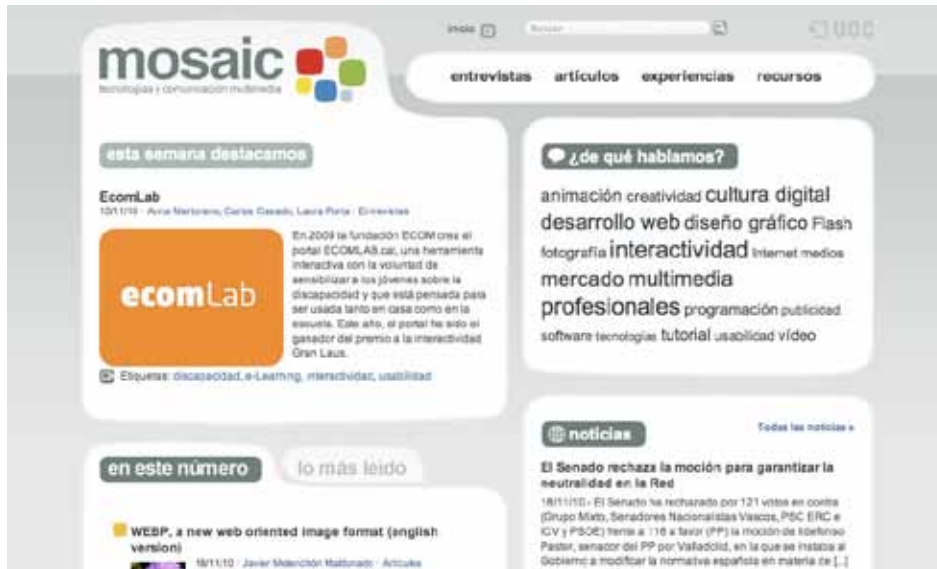 inicio
Buscar
UOC
mosaic
tecnologías y comunicación multimedia
entrevistas artículos experiencias recursos
esta semana destacamos
EcomLab
18/11/10 · Anna Martorano, Carlos Casado, Laura Porta · Entrevistas
En 2009 la fundación ECOM crea el
portal ECOMLAB.cat, una herramienta
interactiva con la voluntad de
sensibilizar a los jóvenes sobre la
discapacidad y que está pensada para
ser usada tanto en casa como en la
escuela. Este año, el portal ha sido el
ganador del premio a la interactividad
Gran Laus.
ecomLab
Etiquetas: discapacidad, e-Learning, interactividad, usabilidad
¿de qué hablamos?
animación creatividad cultura digital
desarrollo web diseño gráfico Flash
fotografía interactividad Internet medios
mercado multimedia
profesionales programación publicidad
software tecnologías tutorial usabilidad vídeo
en este número lo más leído
WEBP, a new web oriented image format (english
version)
18/11/10 · Javier Melenchón Maldonado · Artículos
noticias
Todas las noticias »
El Senado rechaza la moción para garantizar la
neutralidad en la Red
18/11/10 - El Senado ha rechazado por 121 votos en contra
(Grupo Mixto, Senadores Nacionalistas Vascos, PSC ERC e
ICV y PSOE) frente a 116 a favor (PP) la moción de Ildefonso
Pastor, senador del PP por Valladolid, en la que se instaba al
Gobierno a modificar la normativa española en materia de [...]